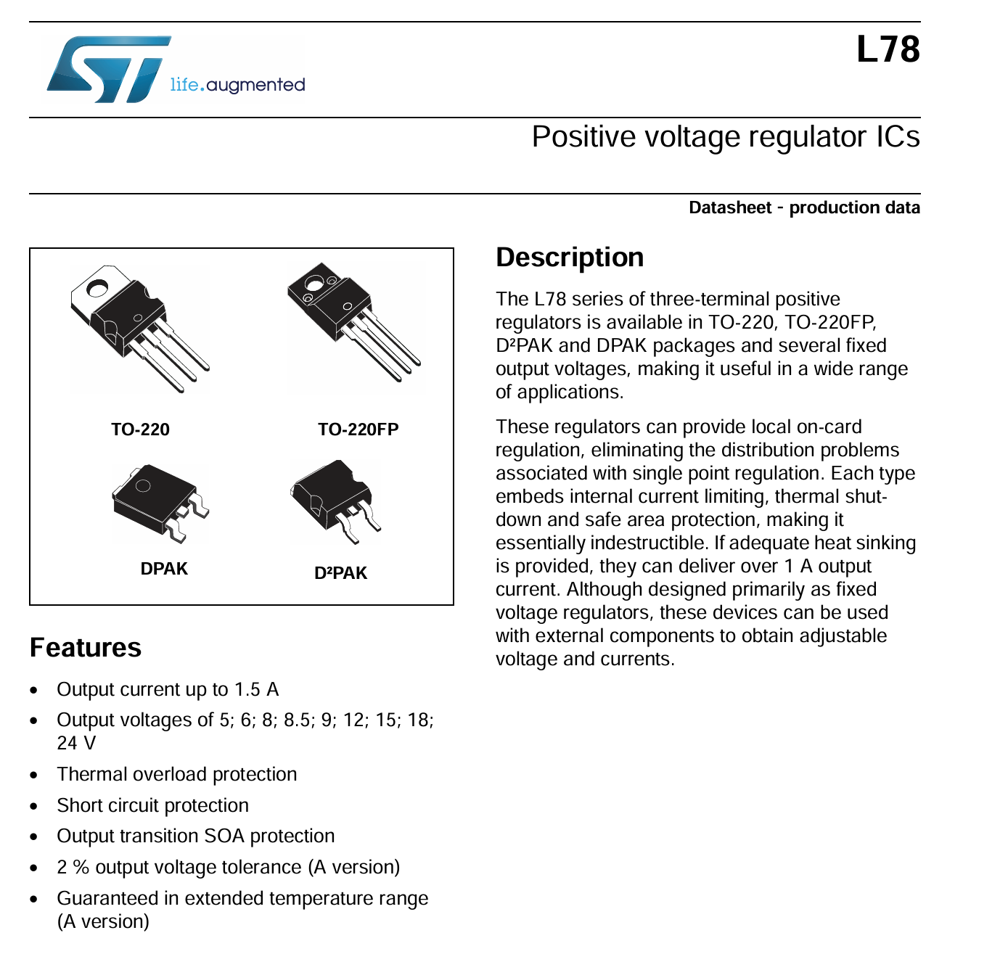 ST life.augmented
L78
Positive voltage regulator ICs
Datasheet - production data
TO-220
TO-220FP
DPAK
D²PAK
Features
• Output current up to 1.5 A
• Output voltages of 5; 6; 8; 8.5; 9; 12; 15; 18;
24 V
• Thermal overload protection
• Short circuit protection
• Output transition SOA protection
• 2 % output voltage tolerance (A version)
• Guaranteed in extended temperature range
(A version)
Description
The L78 series of three-terminal positive
regulators is available in TO-220, TO-220FP,
D²PAK and DPAK packages and several fixed
output voltages, making it useful in a wide range
of applications.
These regulators can provide local on-card
regulation, eliminating the distribution problems
associated with single point regulation. Each type
embeds internal current limiting, thermal shut-
down and safe area protection, making it
essentially indestructible. If adequate heat sinking
is provided, they can deliver over 1 A output
current. Although designed primarily as fixed
voltage regulators, these devices can be used
with external components to obtain adjustable
voltage and currents.